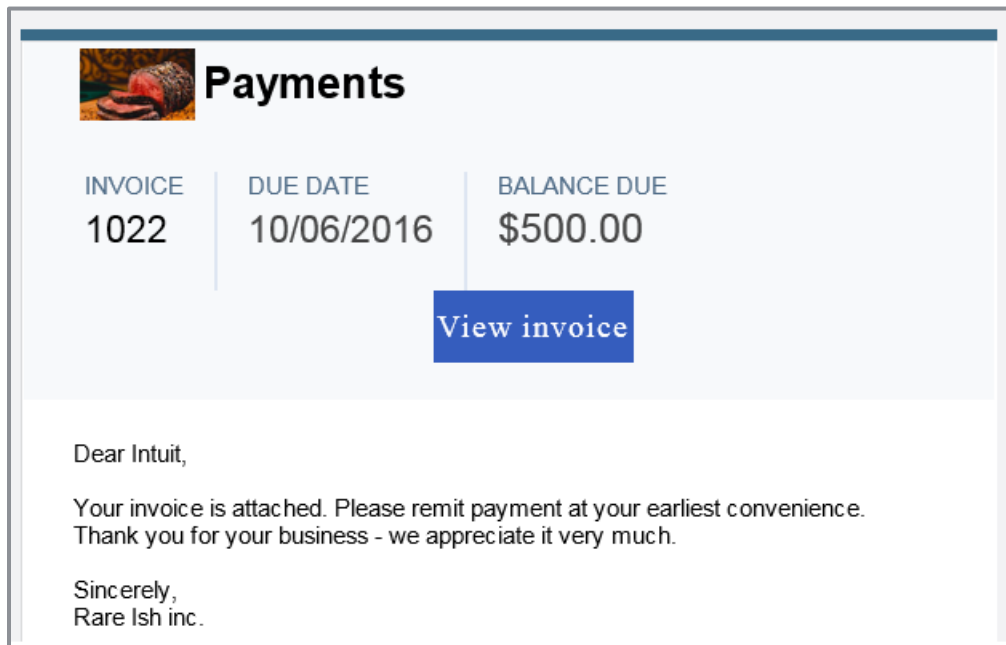 Payments
INVOICE
1022
DUE DATE
10/06/2016
BALANCE DUE
$500.00
View invoice
Dear Intuit,
Your invoice is attached. Please remit payment at your earliest convenience.
Thank you for your business - we appreciate it very much.
Sincerely,
Rare Ish inc.